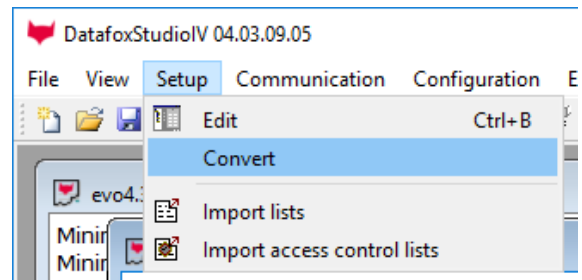 DatafoxStudioIV 04.03.09.05
File View Setup Communication Configuration E
Edit Ctrl+B
Convert
evo4.
Import lists
Import access control lists